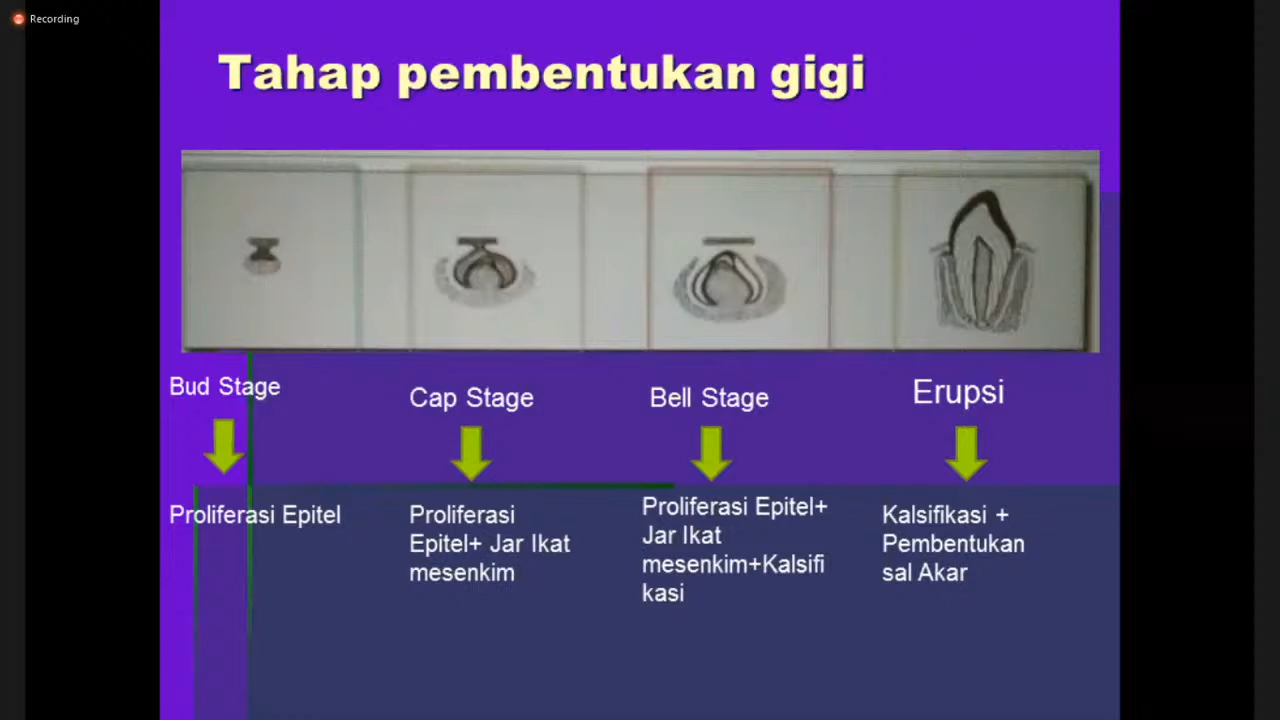 Recording
Tahap pembentukan gigi
Bud Stage
Cap Stage
Bell Stage
Erupsi
Proliferasi Epitel
Proliferasi
Epitel+ Jar Ikat
mesenkim
Proliferasi Epitel+
Jar Ikat
mesenkim+Kalsifi
kasi
Kalsifikasi +
Pembentukan
sal Akar